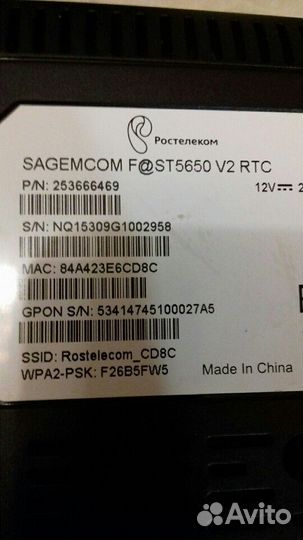 Ростелеком
SAGEMCOM F@ST5650 V2 RTC
P/N: 253666469
12V
S/N: NQ15309G1002958
MAC: 84A423E6CD8C
GPON S/N: 53414745100027A5
SSID: Rostelecom_CD8C
WPA2-PSK: F26B5FW5
Made In China
Avito